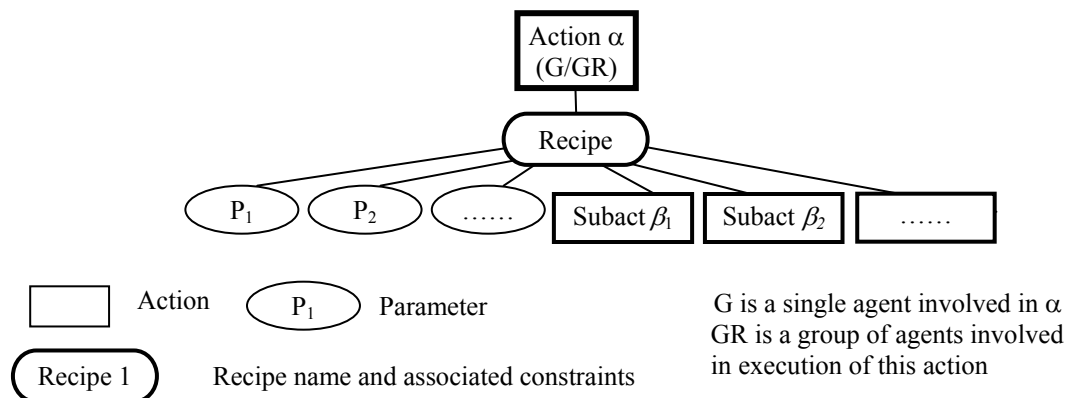 Action α
(G/GR)
Recipe
P₁ P₂ …… Subact β₁ Subact β₂ ……
Action P₁ Parameter
G is a single agent involved in α
GR is a group of agents involved
in execution of this action
Recipe 1 Recipe name and associated constraints